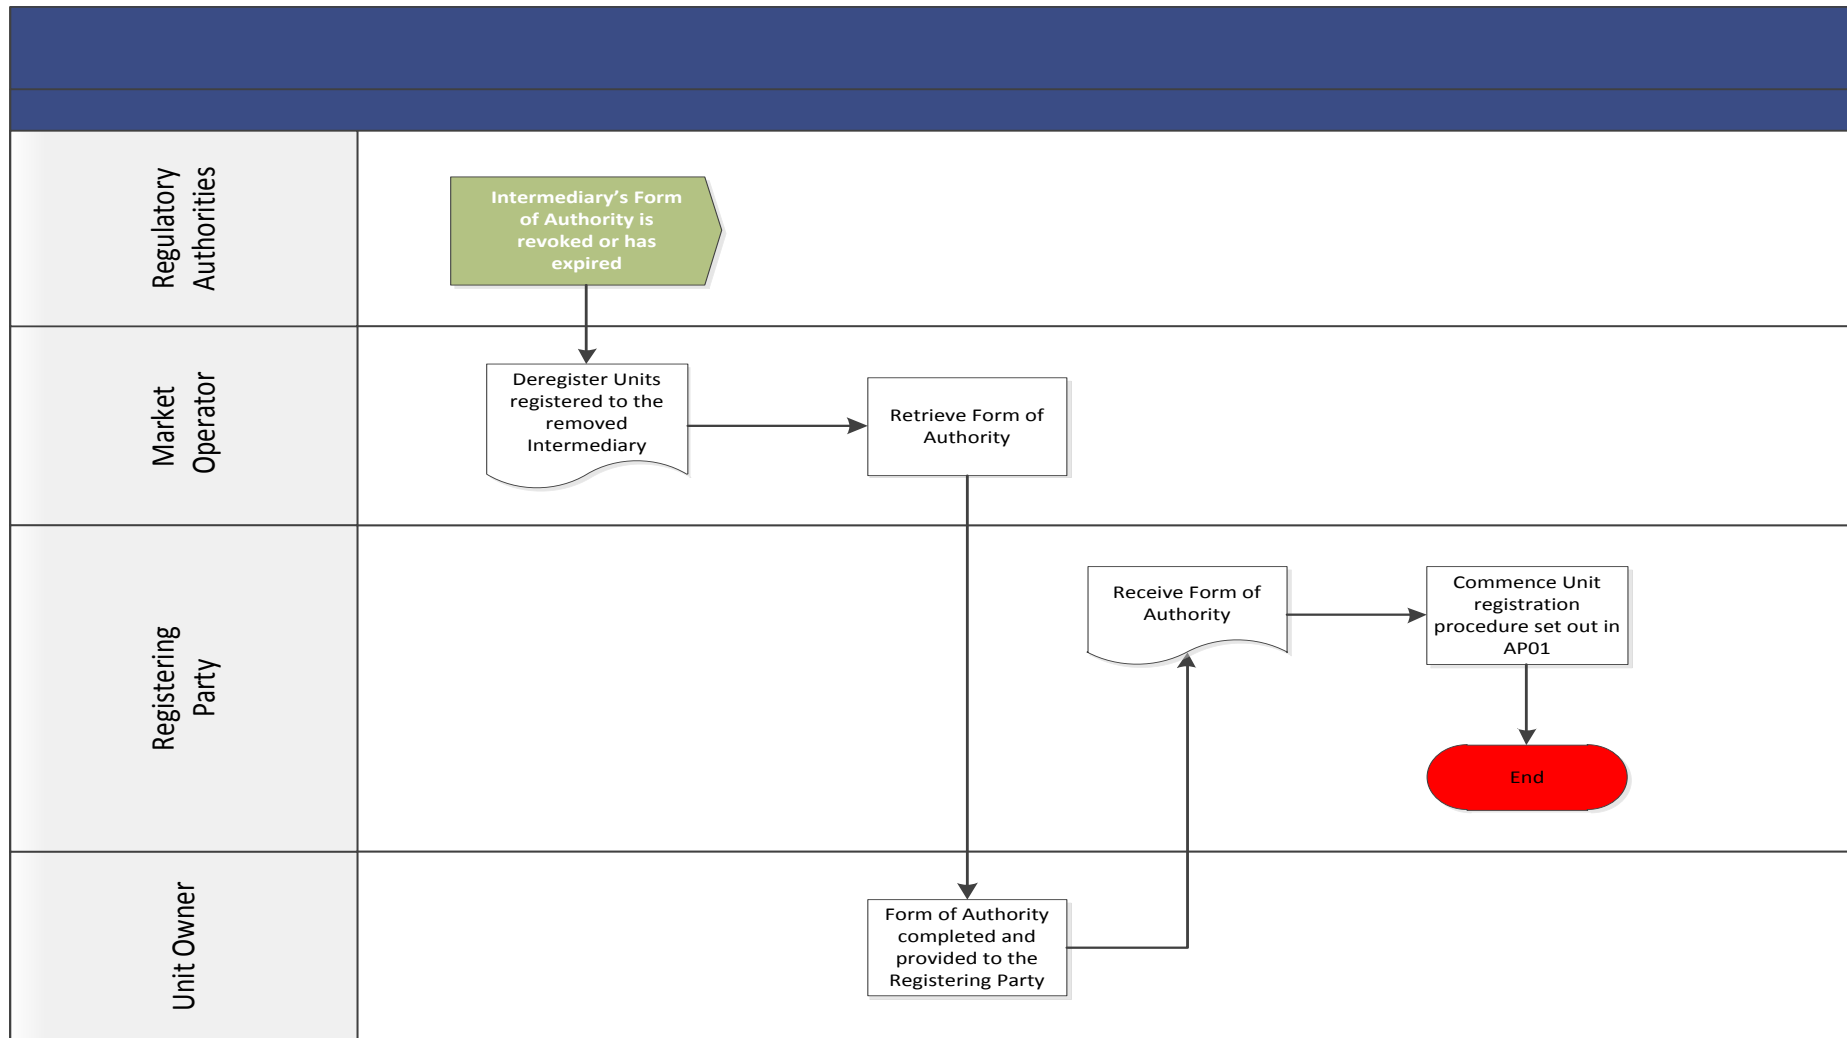 Regulatory
Authorities
Intermediary’s Form
of Authority is
revoked or has
expired
Market
Operator
Deregister Units
registered to the
removed
Intermediary
Retrieve Form of
Authority
Registering
Party
Receive Form of
Authority
Commence Unit
registration
procedure set out in
AP01
End
Unit Owner
Form of Authority
completed and
provided to the
Registering Party